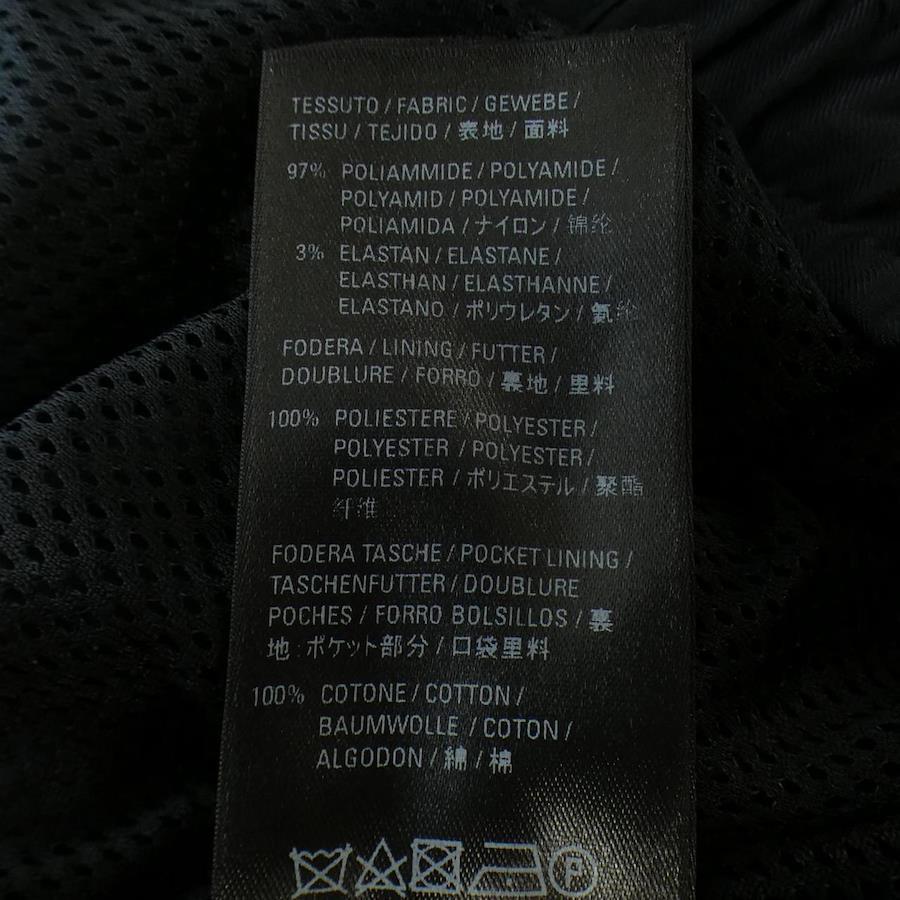 TESSUTO / FABRIC / GEWEBE /
TISSU / TEJIDO / 表地 / 面料
97% POLIAMMIDE / POLYAMIDE /
POLYAMID / POLYAMIDE /
POLIAMIDA / ナイロン / 锦纶
3% ELASTAN / ELASTANE /
ELASTHAN / ELASTHANNE /
ELASTANO / ポリウレタン / 氨纶
FODERA / LINING / FUTTER /
DOUBLURE / FORRO / 裏地 / 里料
100% POLIESTERE / POLYESTER /
POLYESTER / POLYESTER /
POLIESTER / ポリエステル / 聚酯
纤维
FODERA TASCHE / POCKET LINING /
TASCHENFUTTER / DOUBLURE
POCHES / FORRO BOLSILLOS / 裏
地:ポケット部分 / 口袋里料
100% COTONE / COTTON /
BAUMWOLLE / COTON /
ALGODON / 綿 / 棉
P